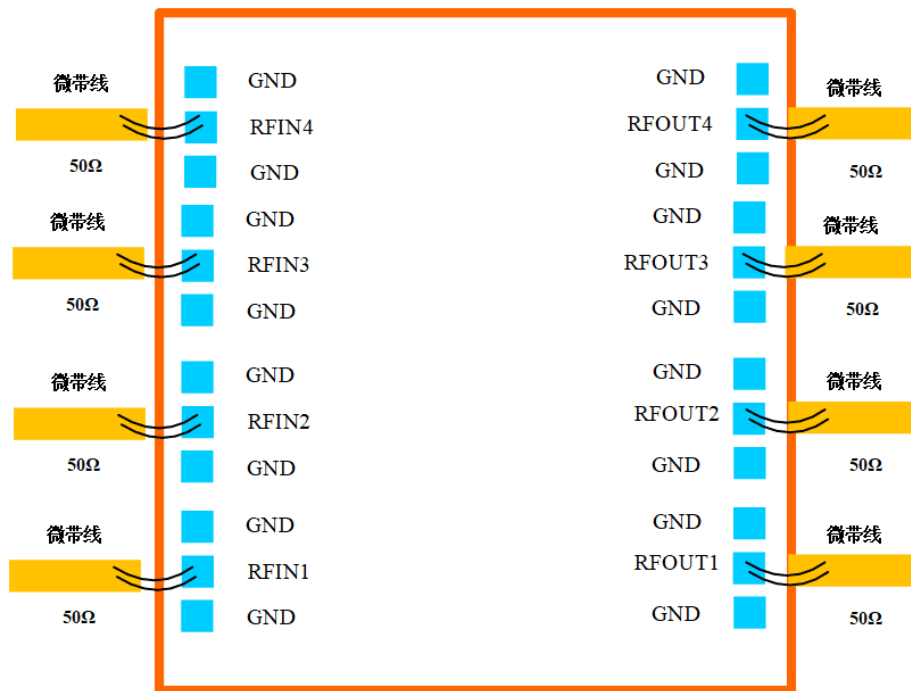 GND GND
微带线 微带线
RFIN4 RFOUT4
50Ω GND GND 50Ω
微带线 GND GND 微带线
RFIN3 RFOUT3
50Ω GND GND 50Ω
微带线 GND GND 微带线
RFIN2 RFOUT2
50Ω GND GND 50Ω
微带线 GND GND 微带线
RFIN1 RFOUT1
50Ω GND GND 50Ω